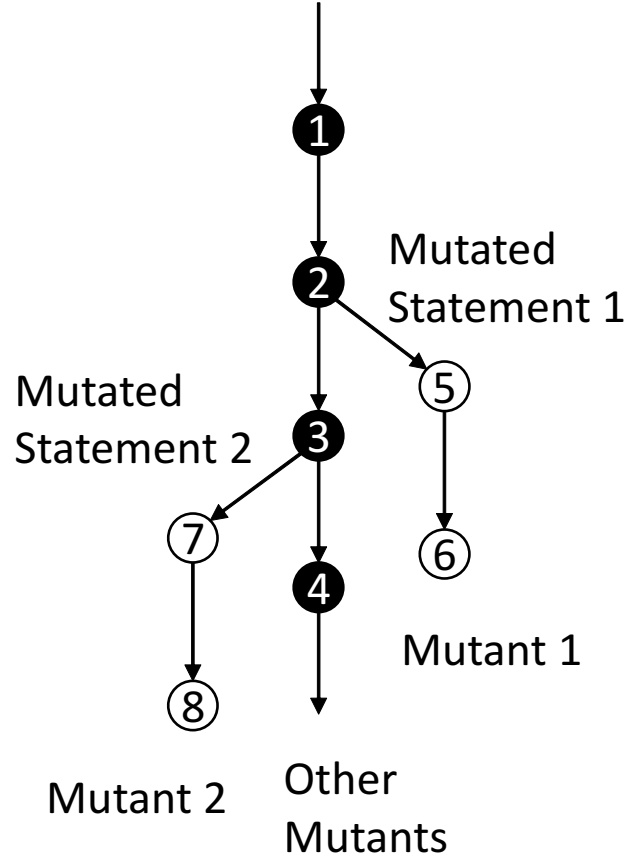 1
2
Mutated
Statement 1
5
Mutated
Statement 2
3
7
6
4
Mutant 1
8
Mutant 2
Other
Mutants